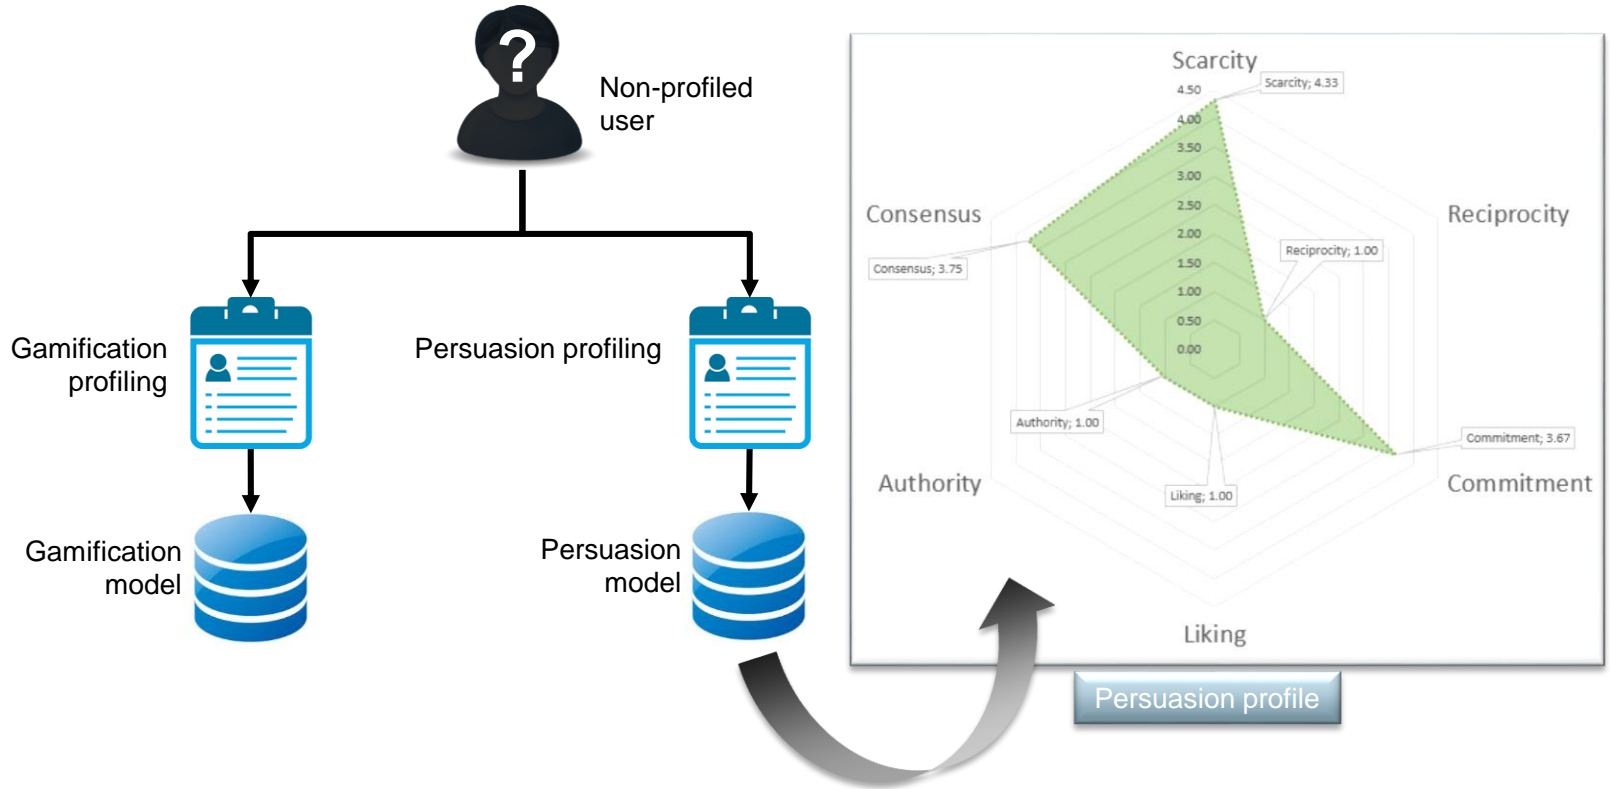 ?
Non-profiled
user
Gamification
profiling
Persuasion profiling
Gamification
model
Persuasion
model
Scarcity
Scarcity; 4.33
4.50
4.00
3.50
3.00
2.50
2.00
1.50
1.00
0.50
0.00
Consensus
Consensus; 3.75
Reciprocity
Reciprocity; 1.00
Authority; 1.00
Authority
Commitment; 3.67
Commitment
Liking; 1.00
Liking
Persuasion profile